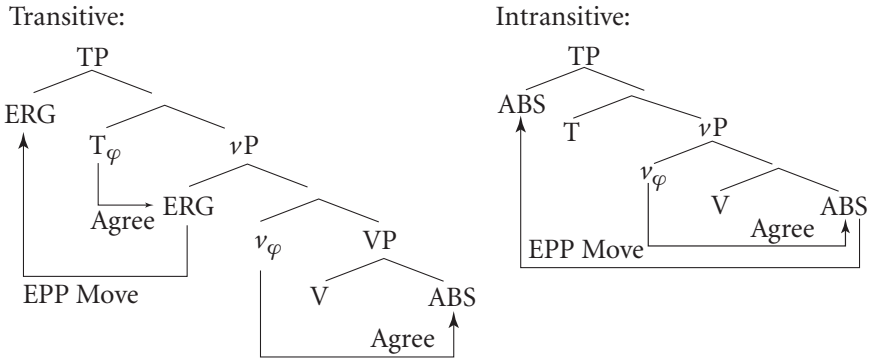 Transitive:
TP
ERG
Tφ
vP
Agree
ERG
vφ
VP
EPP Move
V
ABS
Agree
Intransitive:
TP
ABS
T
vP
vφ
V
ABS
Agree
EPP Move